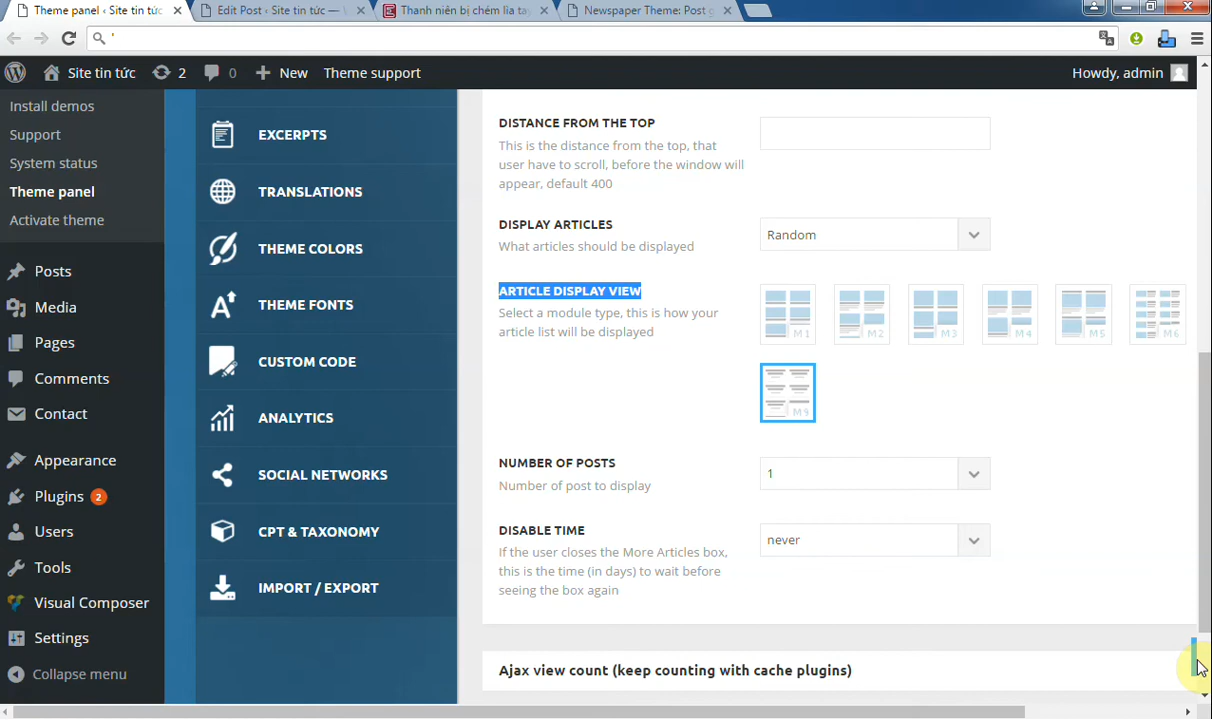 Theme panel ‹ Site tin tức
Edit Post ‹ Site tin tức —
Thanh niên bị chém lìa tay
Newspaper Theme: Post g
'
Site tin tức
2
0
New
Theme support
Howdy, admin
Install demos
Support
System status
Theme panel
Activate theme
Posts
Media
Pages
Comments
Contact
Appearance
Plugins 2
Users
Tools
Visual Composer
Settings
Collapse menu
EXCERPTS
TRANSLATIONS
THEME COLORS
THEME FONTS
CUSTOM CODE
ANALYTICS
SOCIAL NETWORKS
CPT & TAXONOMY
IMPORT / EXPORT
DISTANCE FROM THE TOP
This is the distance from the top, that
user have to scroll, before the window will
appear, default 400
DISPLAY ARTICLES
What articles should be displayed
Random
ARTICLE DISPLAY VIEW
Select a module type, this is how your
article list will be displayed
M1
M2
M3
M4
M5
M6
M9
NUMBER OF POSTS
Number of post to display
1
DISABLE TIME
If the user closes the More Articles box,
this is the time (in days) to wait before
seeing the box again
never
Ajax view count (keep counting with cache plugins)